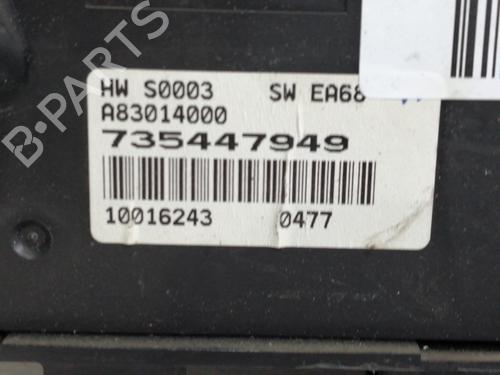 HW S0003 SW EA68
A83014000
735447949
10016243 0477
B-PARTS